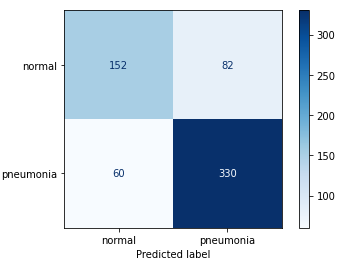 normal 152 82
pneumonia 60 330
normal pneumonia
Predicted label
300
250
200
150
100